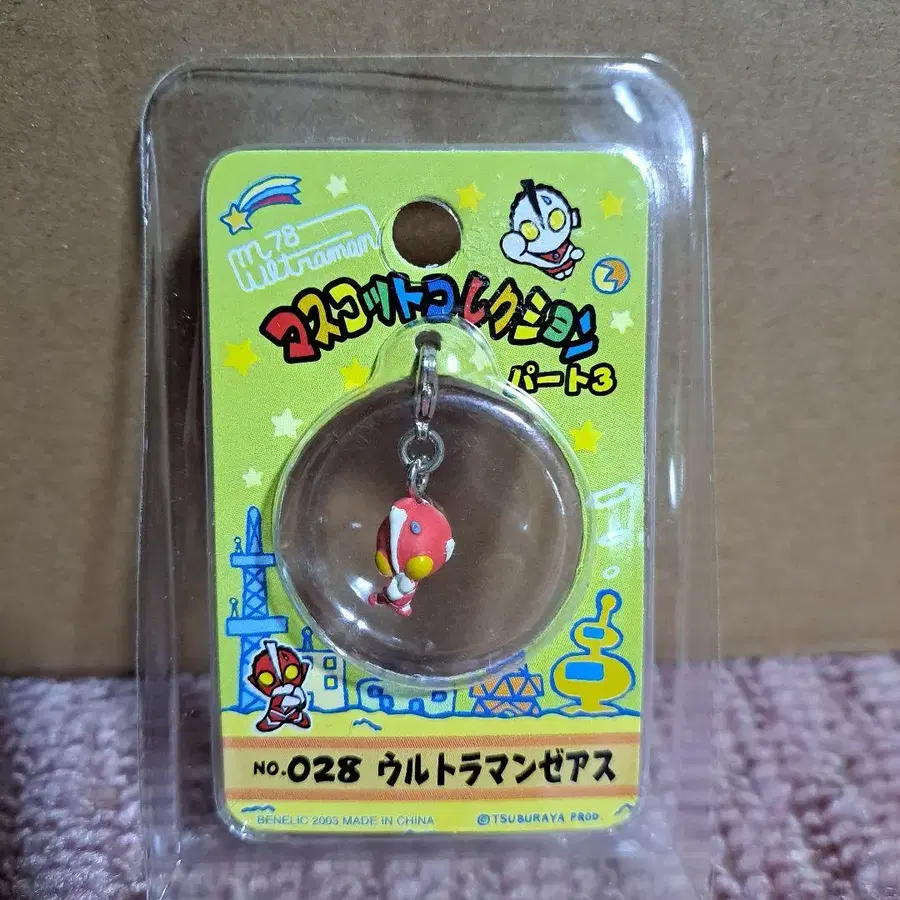 m78
Ultraman
マスコットコレクション
パート3
NO.028 ウルトラマンゼアス
BENELIC 2003 MADE IN CHINA
©TSUBURAYA PROD.